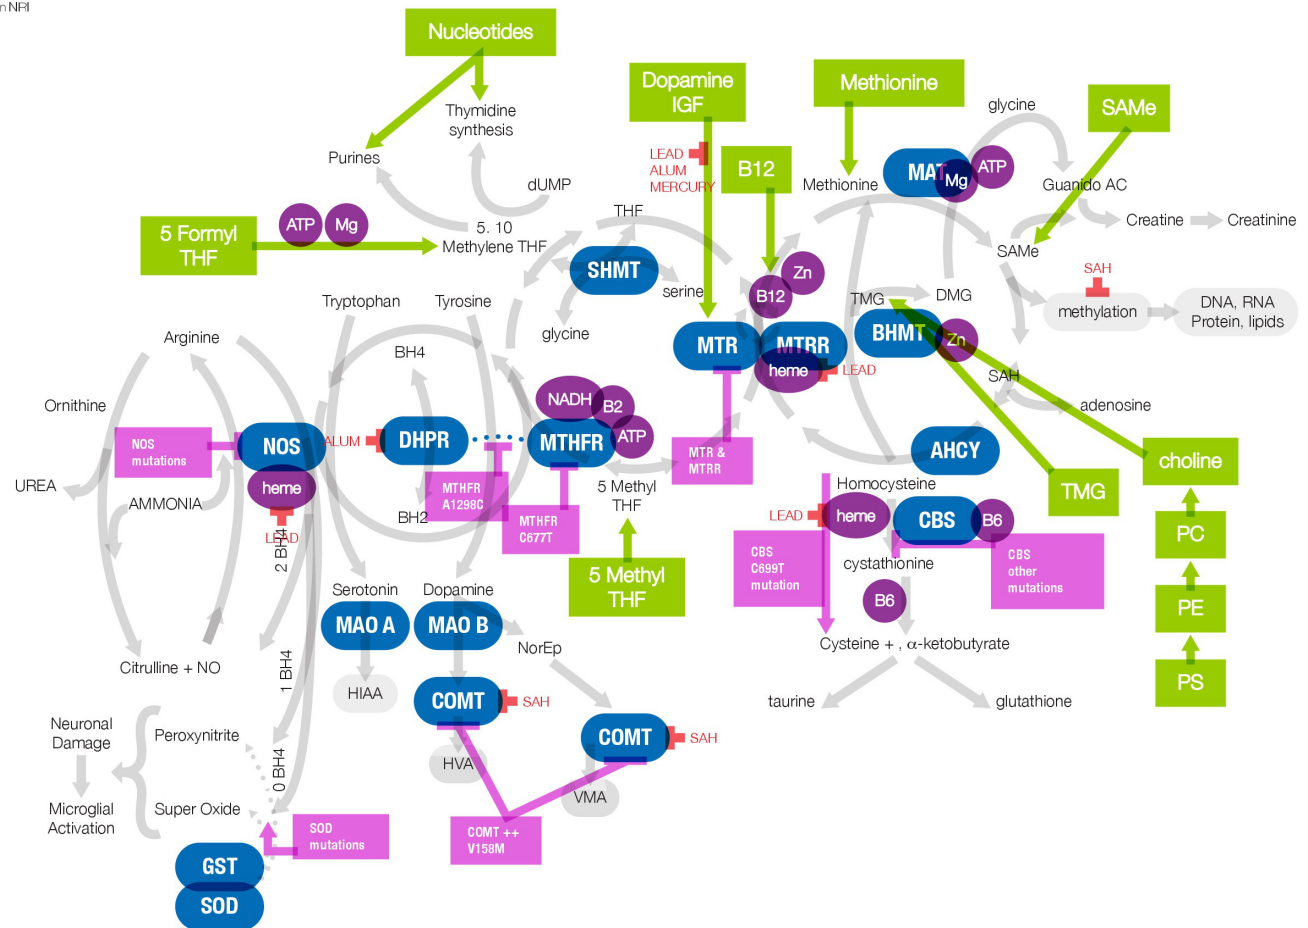 n NRI
Nucleotides
Dopamine
IGF
Methionine
SAMe
glycine
Thymidine
synthesis
Purines
LEAD
ALUM
MERCURY
B12
Methionine
MAT
Mg
ATP
Guanido AC
dUMP
THF
Creatine
Creatinine
5 Formyl
THF
ATP
Mg
5. 10
Methylene THF
SAMe
SHMT
serine
glycine
Zn
B12
SAH
TMG
DMG
methylation
DNA, RNA
Protein, lipids
Tryptophan
Tyrosine
Arginine
BH4
MTR
MTRR
heme
LEAD
BHMT
Zn
SAH
adenosine
Ornithine
NADH
B2
ATP
NOS
mutations
NOS
heme
LEAD
ALUM
DHPR
MTHFR
MTR &
MTRR
AHCY
choline
UREA
AMMONIA
MTHFR
A1298C
5 Methyl
THF
Homocysteine
TMG
BH2
MTHFR
C677T
LEAD
heme
CBS
B6
PC
2 BH4
CBS
C699T
mutation
cystathionine
CBS
other
mutations
5 Methyl
THF
Serotonin
Dopamine
B6
PE
MAO A
MAO B
NorEp
Cysteine + , α-ketobutyrate
Citrulline + NO
1 BH4
HIAA
COMT
SAH
taurine
glutathione
PS
Neuronal
Damage
Peroxynitrite
COMT
SAH
0 BH4
HVA
VMA
Microglial
Activation
Super Oxide
SOD
mutations
COMT ++
V158M
GST
SOD